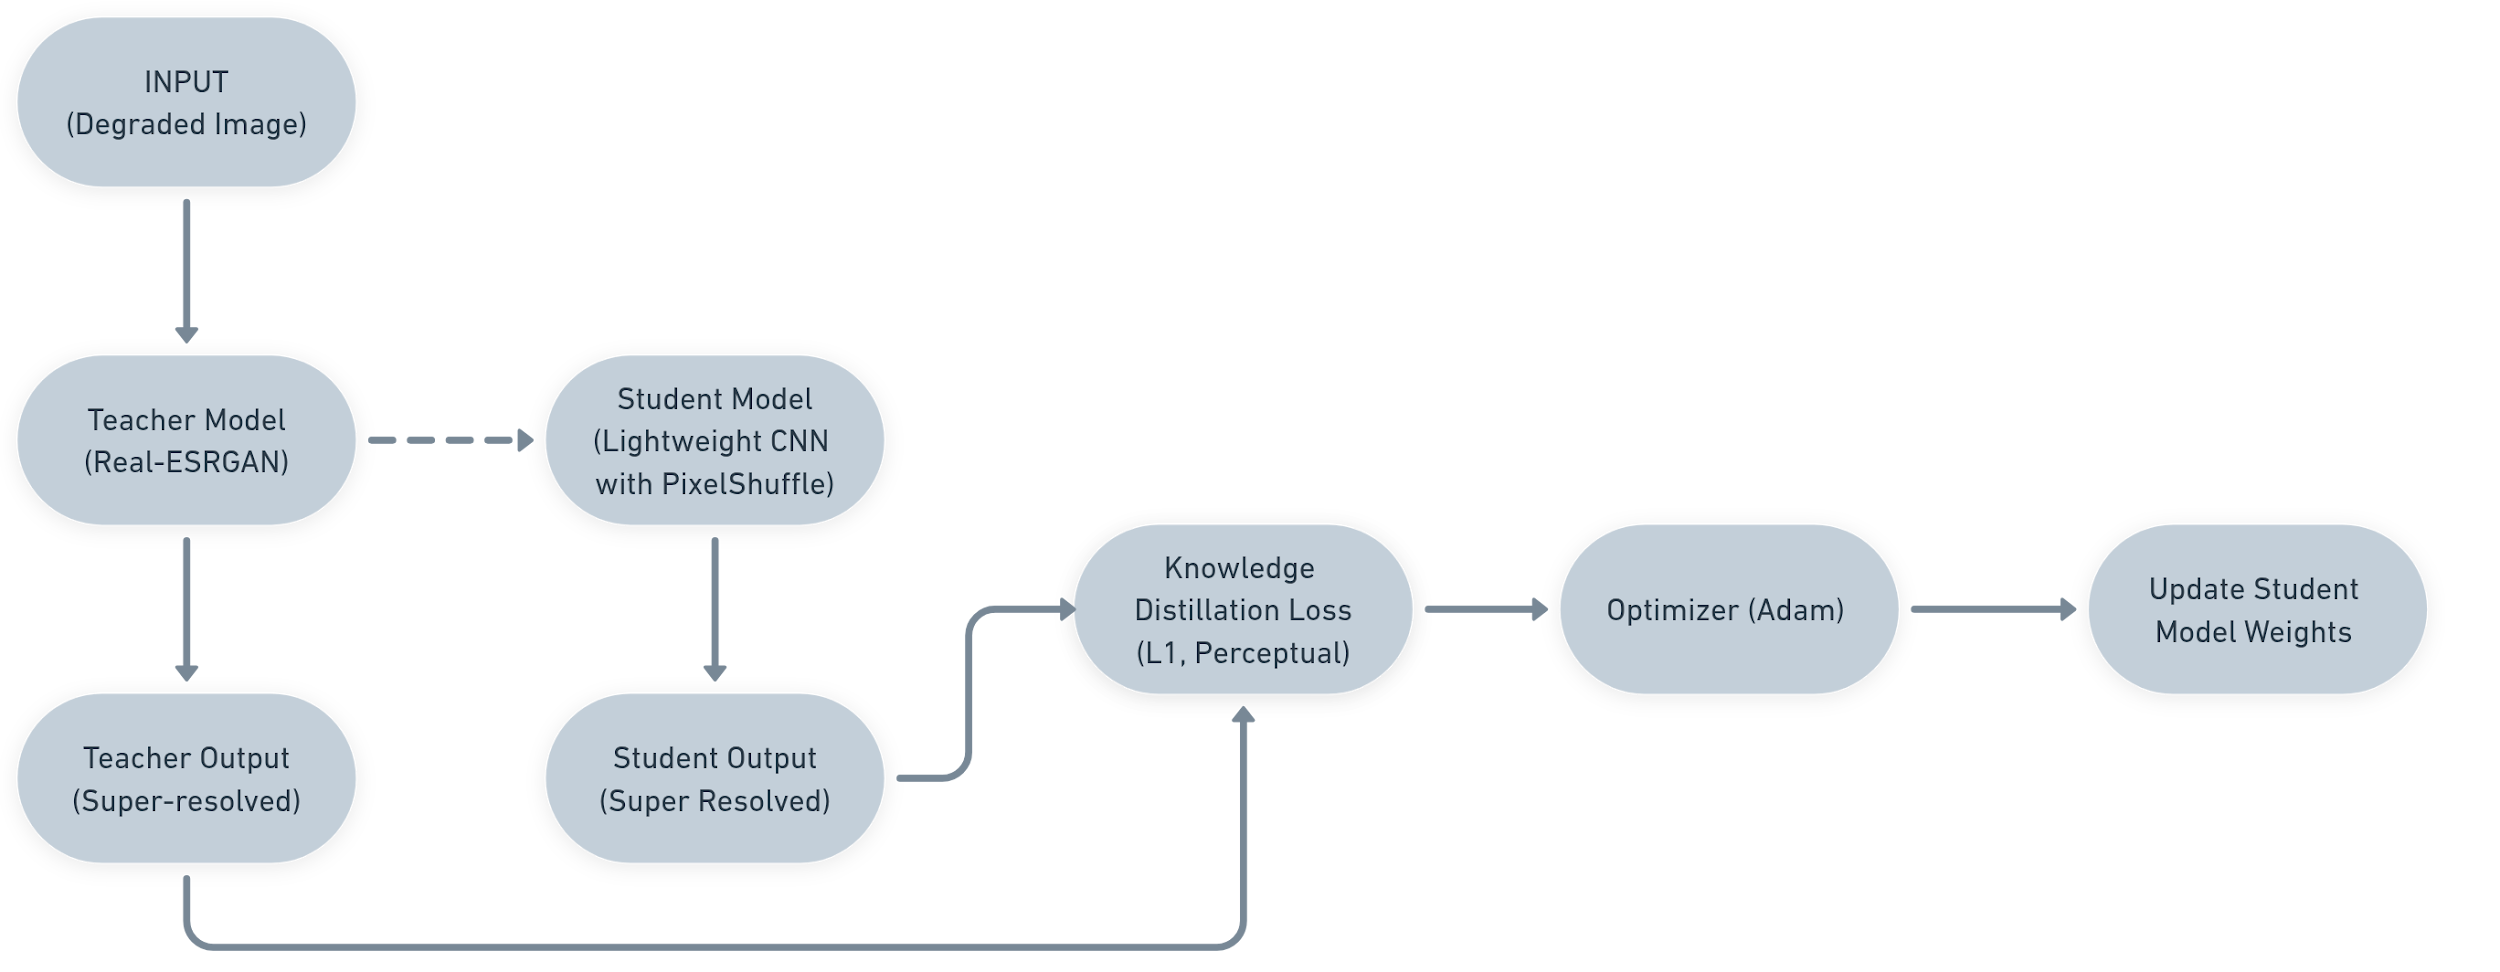 INPUT
(Degraded Image)
Teacher Model
(Real-ESRGAN)
Student Model
(Lightweight CNN
with PixelShuffle)
Teacher Output
(Super-resolved)
Student Output
(Super Resolved)
Knowledge
Distillation Loss
(L1, Perceptual)
Optimizer (Adam)
Update Student
Model Weights